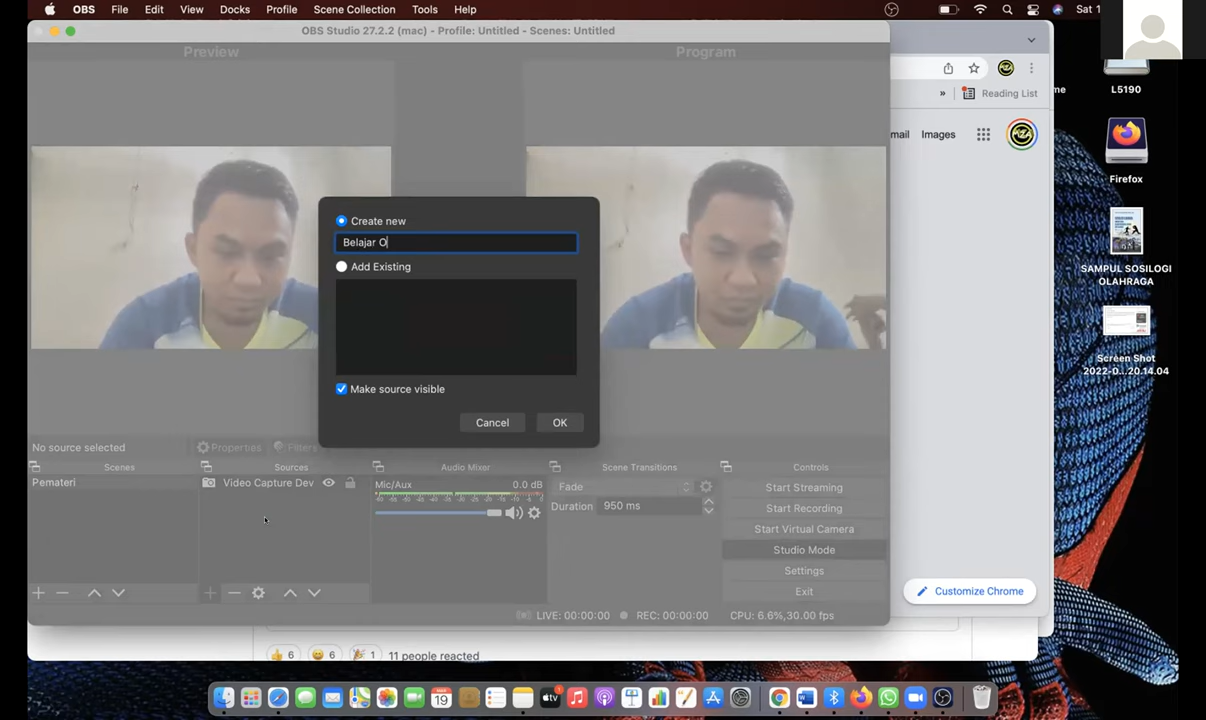 OBS File Edit View Docks Profile Scene Collection Tools Help
Sat 1
OBS Studio 27.2.2 (mac) - Profile: Untitled - Scenes: Untitled
Preview
Program
Create new
Belajar O
Add Existing
Make source visible
Cancel OK
No source selected
Properties
Filters
Scenes
Pemateri
Sources
Video Capture Dev
Audio Mixer
Mic/Aux 0.0 dB
Scene Transitions
Fade
Duration 950 ms
Controls
Start Streaming
Start Recording
Start Virtual Camera
Studio Mode
Settings
Exit
LIVE: 00:00:00 REC: 00:00:00 CPU: 6.6%,30.00 fps
» Reading List
mail Images
Customize Chrome
6 6 1 11 people reacted
me
L5190
Firefox
SAMPUL SOSILOGI
OLAHRAGA
Screen Shot
2022-0...20.14.04
19
tv